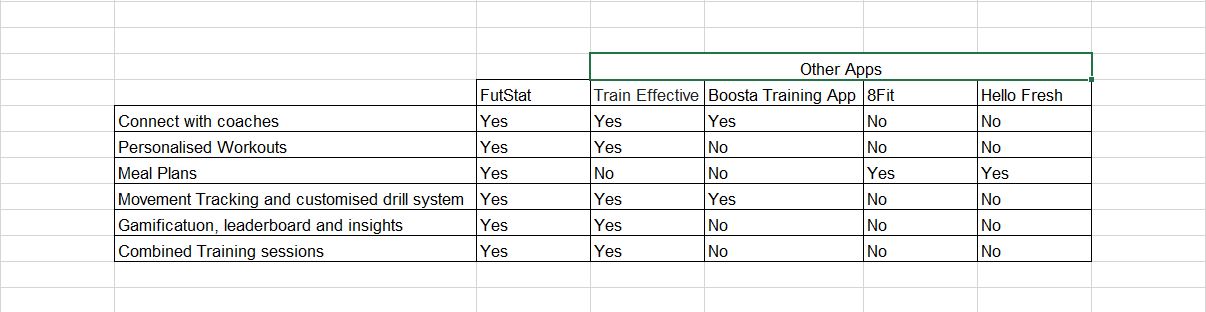 Other Apps
FutStat Train Effective Boosta Training App 8Fit Hello Fresh
Connect with coaches Yes Yes Yes No No
Personalised Workouts Yes Yes No No No
Meal Plans Yes No No Yes Yes
Movement Tracking and customised drill system Yes Yes Yes No No
Gamificatuon, leaderboard and insights Yes Yes No No No
Combined Training sessions Yes Yes No No No